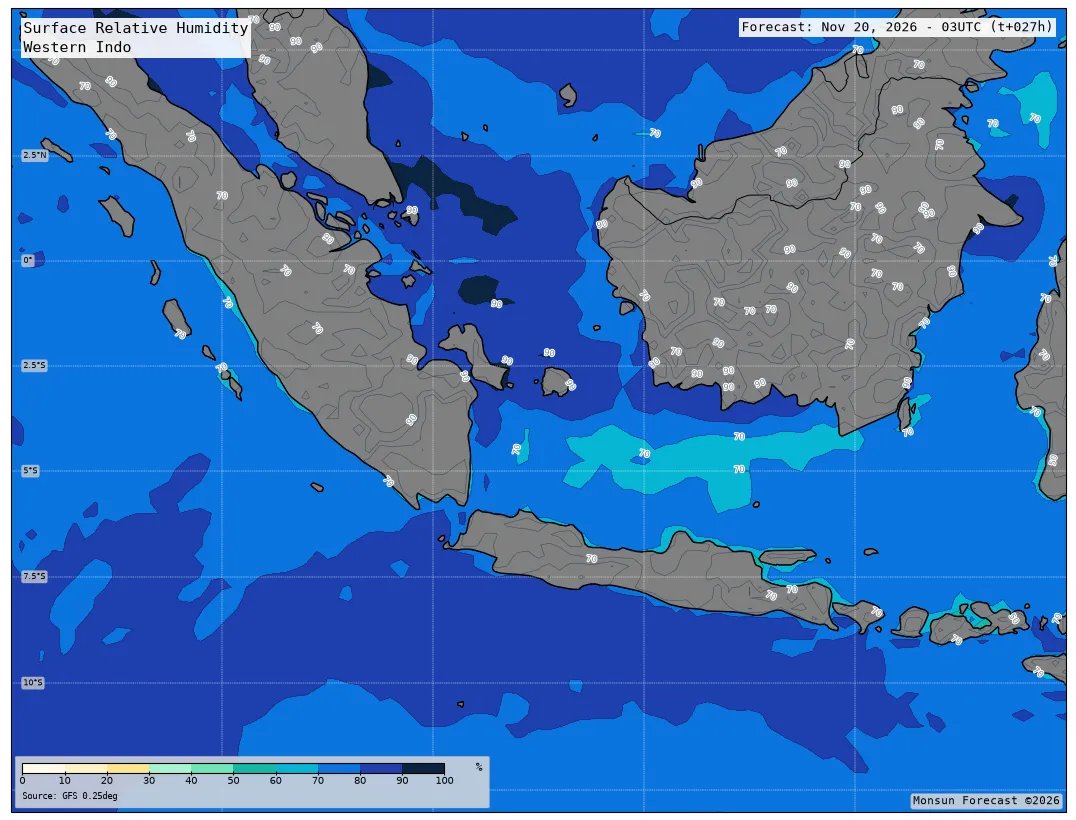 Surface Relative Humidity
Western Indo
Forecast: Nov 20, 2026 - 03UTC (t+027h)
2.5°N
0°
2.5°S
5°S
7.5°S
10°S
0 10 20 30 40 50 60 70 80 90 100 %
Source: GFS 0.25deg
Monsun Forecast ©2026